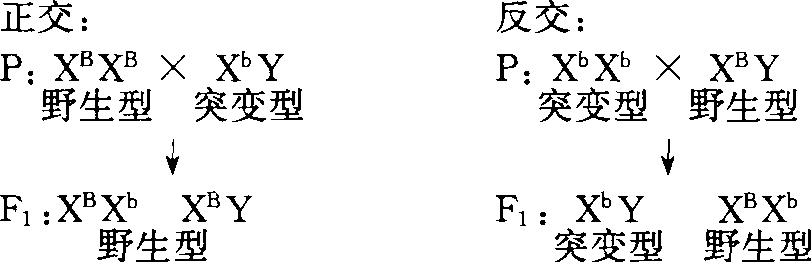 正交:
P: XᴮXᴮ × XᵇY
野生型 突变型
↓
F₁:XᴮXᵇ XᴮY
野生型
反交:
P: XᵇXᵇ × XᴮY
突变型 野生型
↓
F₁: XᵇY XᴮXᵇ
突变型 野生型